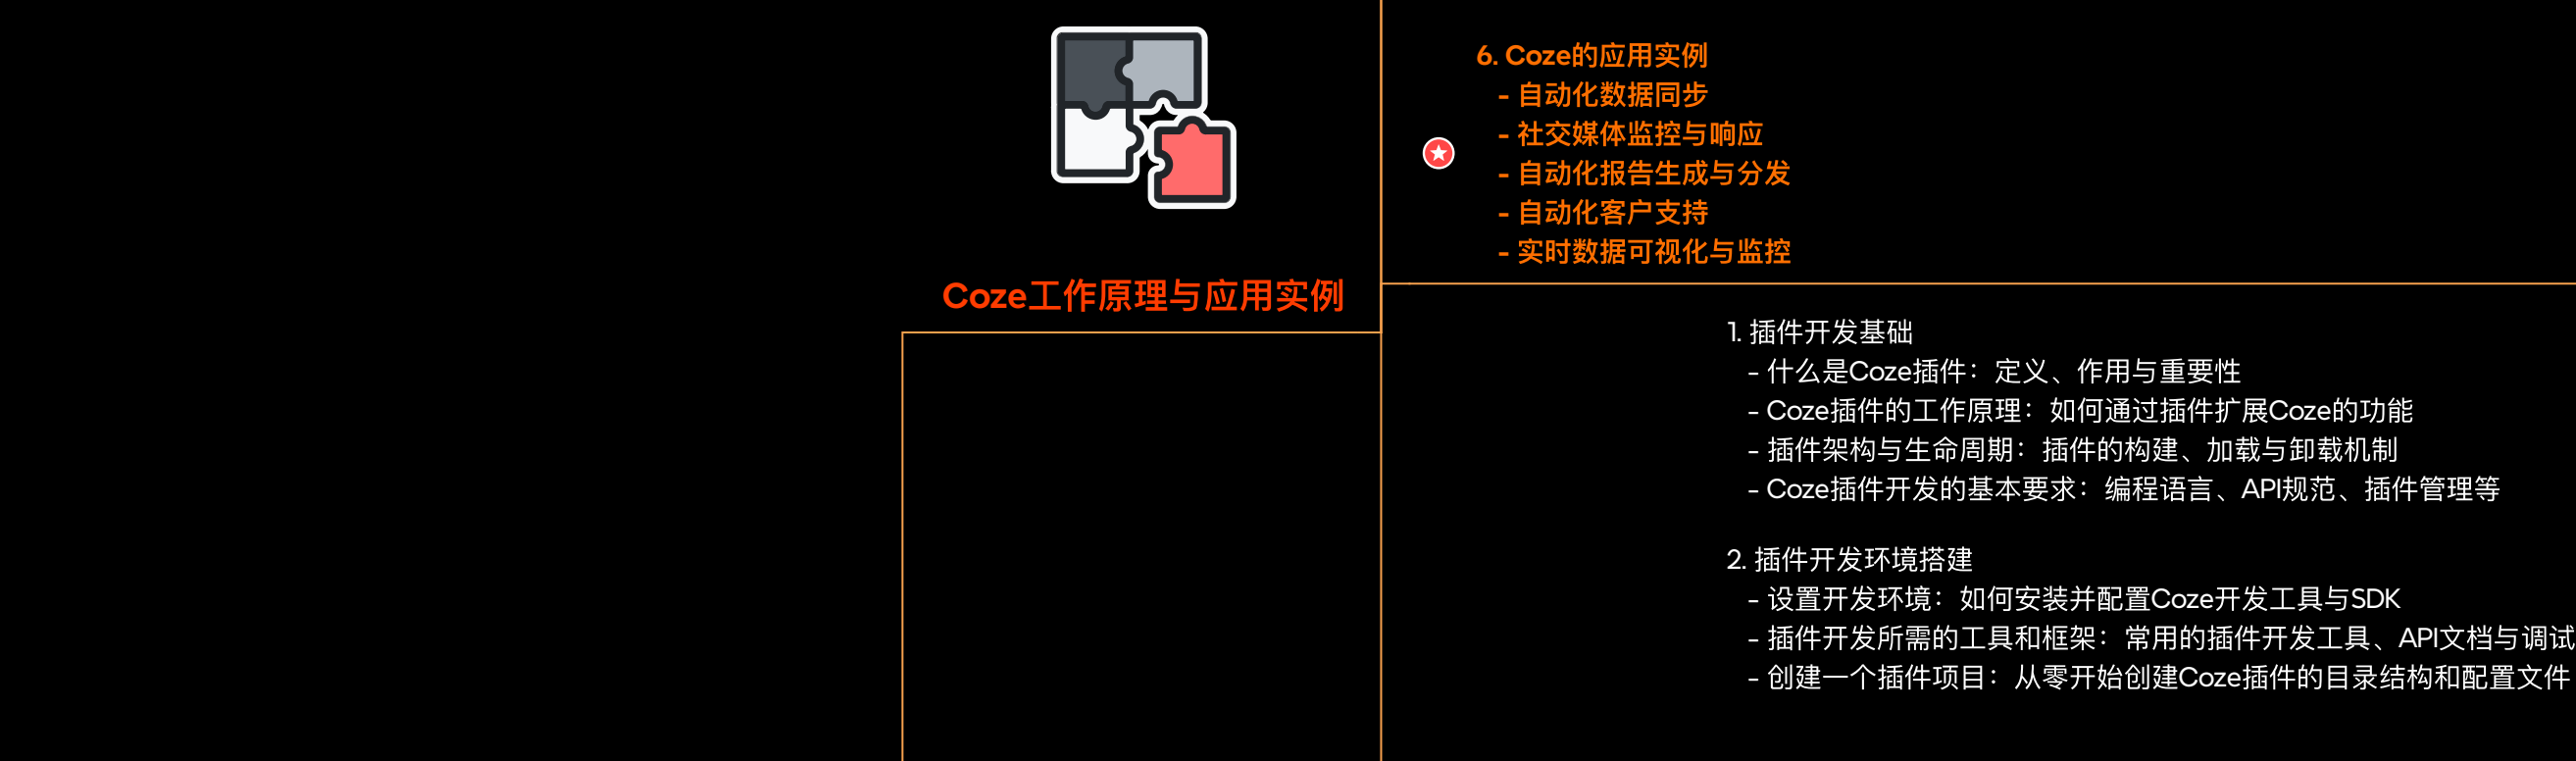 Coze工作原理与应用实例
6. Coze的应用实例
- 自动化数据同步
- 社交媒体监控与响应
- 自动化报告生成与分发
- 自动化客户支持
- 实时数据可视化与监控
1. 插件开发基础
- 什么是Coze插件：定义、作用与重要性
- Coze插件的工作原理：如何通过插件扩展Coze的功能
- 插件架构与生命周期：插件的构建、加载与卸载机制
- Coze插件开发的基本要求：编程语言、API规范、插件管理等
2. 插件开发环境搭建
- 设置开发环境：如何安装并配置Coze开发工具与SDK
- 插件开发所需的工具和框架：常用的插件开发工具、API文档与调试
- 创建一个插件项目：从零开始创建Coze插件的目录结构和配置文件